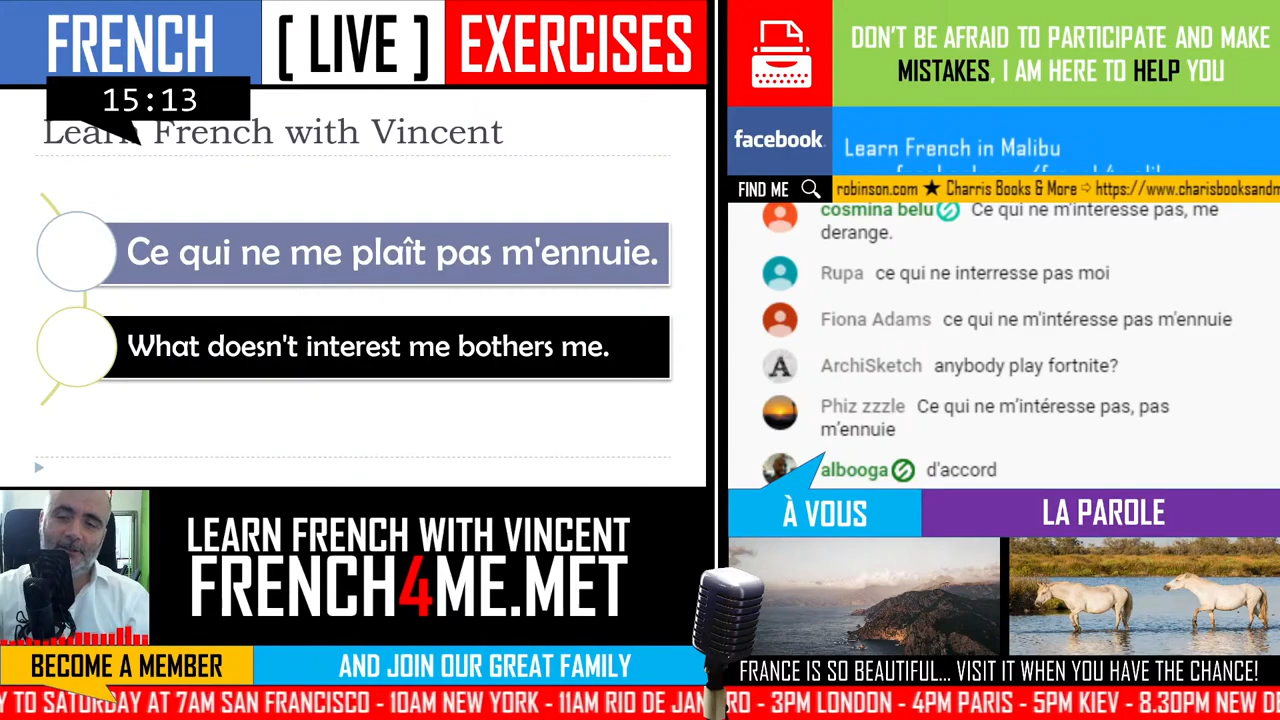 FRENCH
[ LIVE ]
EXERCISES
15:13
Learn French with Vincent
Ce qui ne me plaît pas m'ennuie.
What doesn't interest me bothers me.
LEARN FRENCH WITH VINCENT
FRENCH4ME.MET
BECOME A MEMBER
AND JOIN OUR GREAT FAMILY
DON'T BE AFRAID TO PARTICIPATE AND MAKE
MISTAKES, I AM HERE TO HELP YOU
facebook.
Learn French in Malibu
FIND ME
robinson.com ★ Charris Books & More ⇨ https://www.charisbooksandm
cosmina belu Ce qui ne m'interesse pas, me
derange.
Rupa ce qui ne interresse pas moi
Fiona Adams ce qui ne m'intéresse pas m'ennuie
A
ArchiSketch anybody play fortnite?
Phiz zzzle Ce qui ne m'intéresse pas, pas
m'ennuie
albooga d'accord
À VOUS
LA PAROLE
FRANCE IS SO BEAUTIFUL... VISIT IT WHEN YOU HAVE THE CHANCE!
Y TO SATURDAY AT 7AM SAN FRANCISCO - 10AM NEW YORK - 11AM RIO DE JAN RO - 3PM LONDON - 4PM PARIS - 5PM KIEV - 8.30PM NEW DE